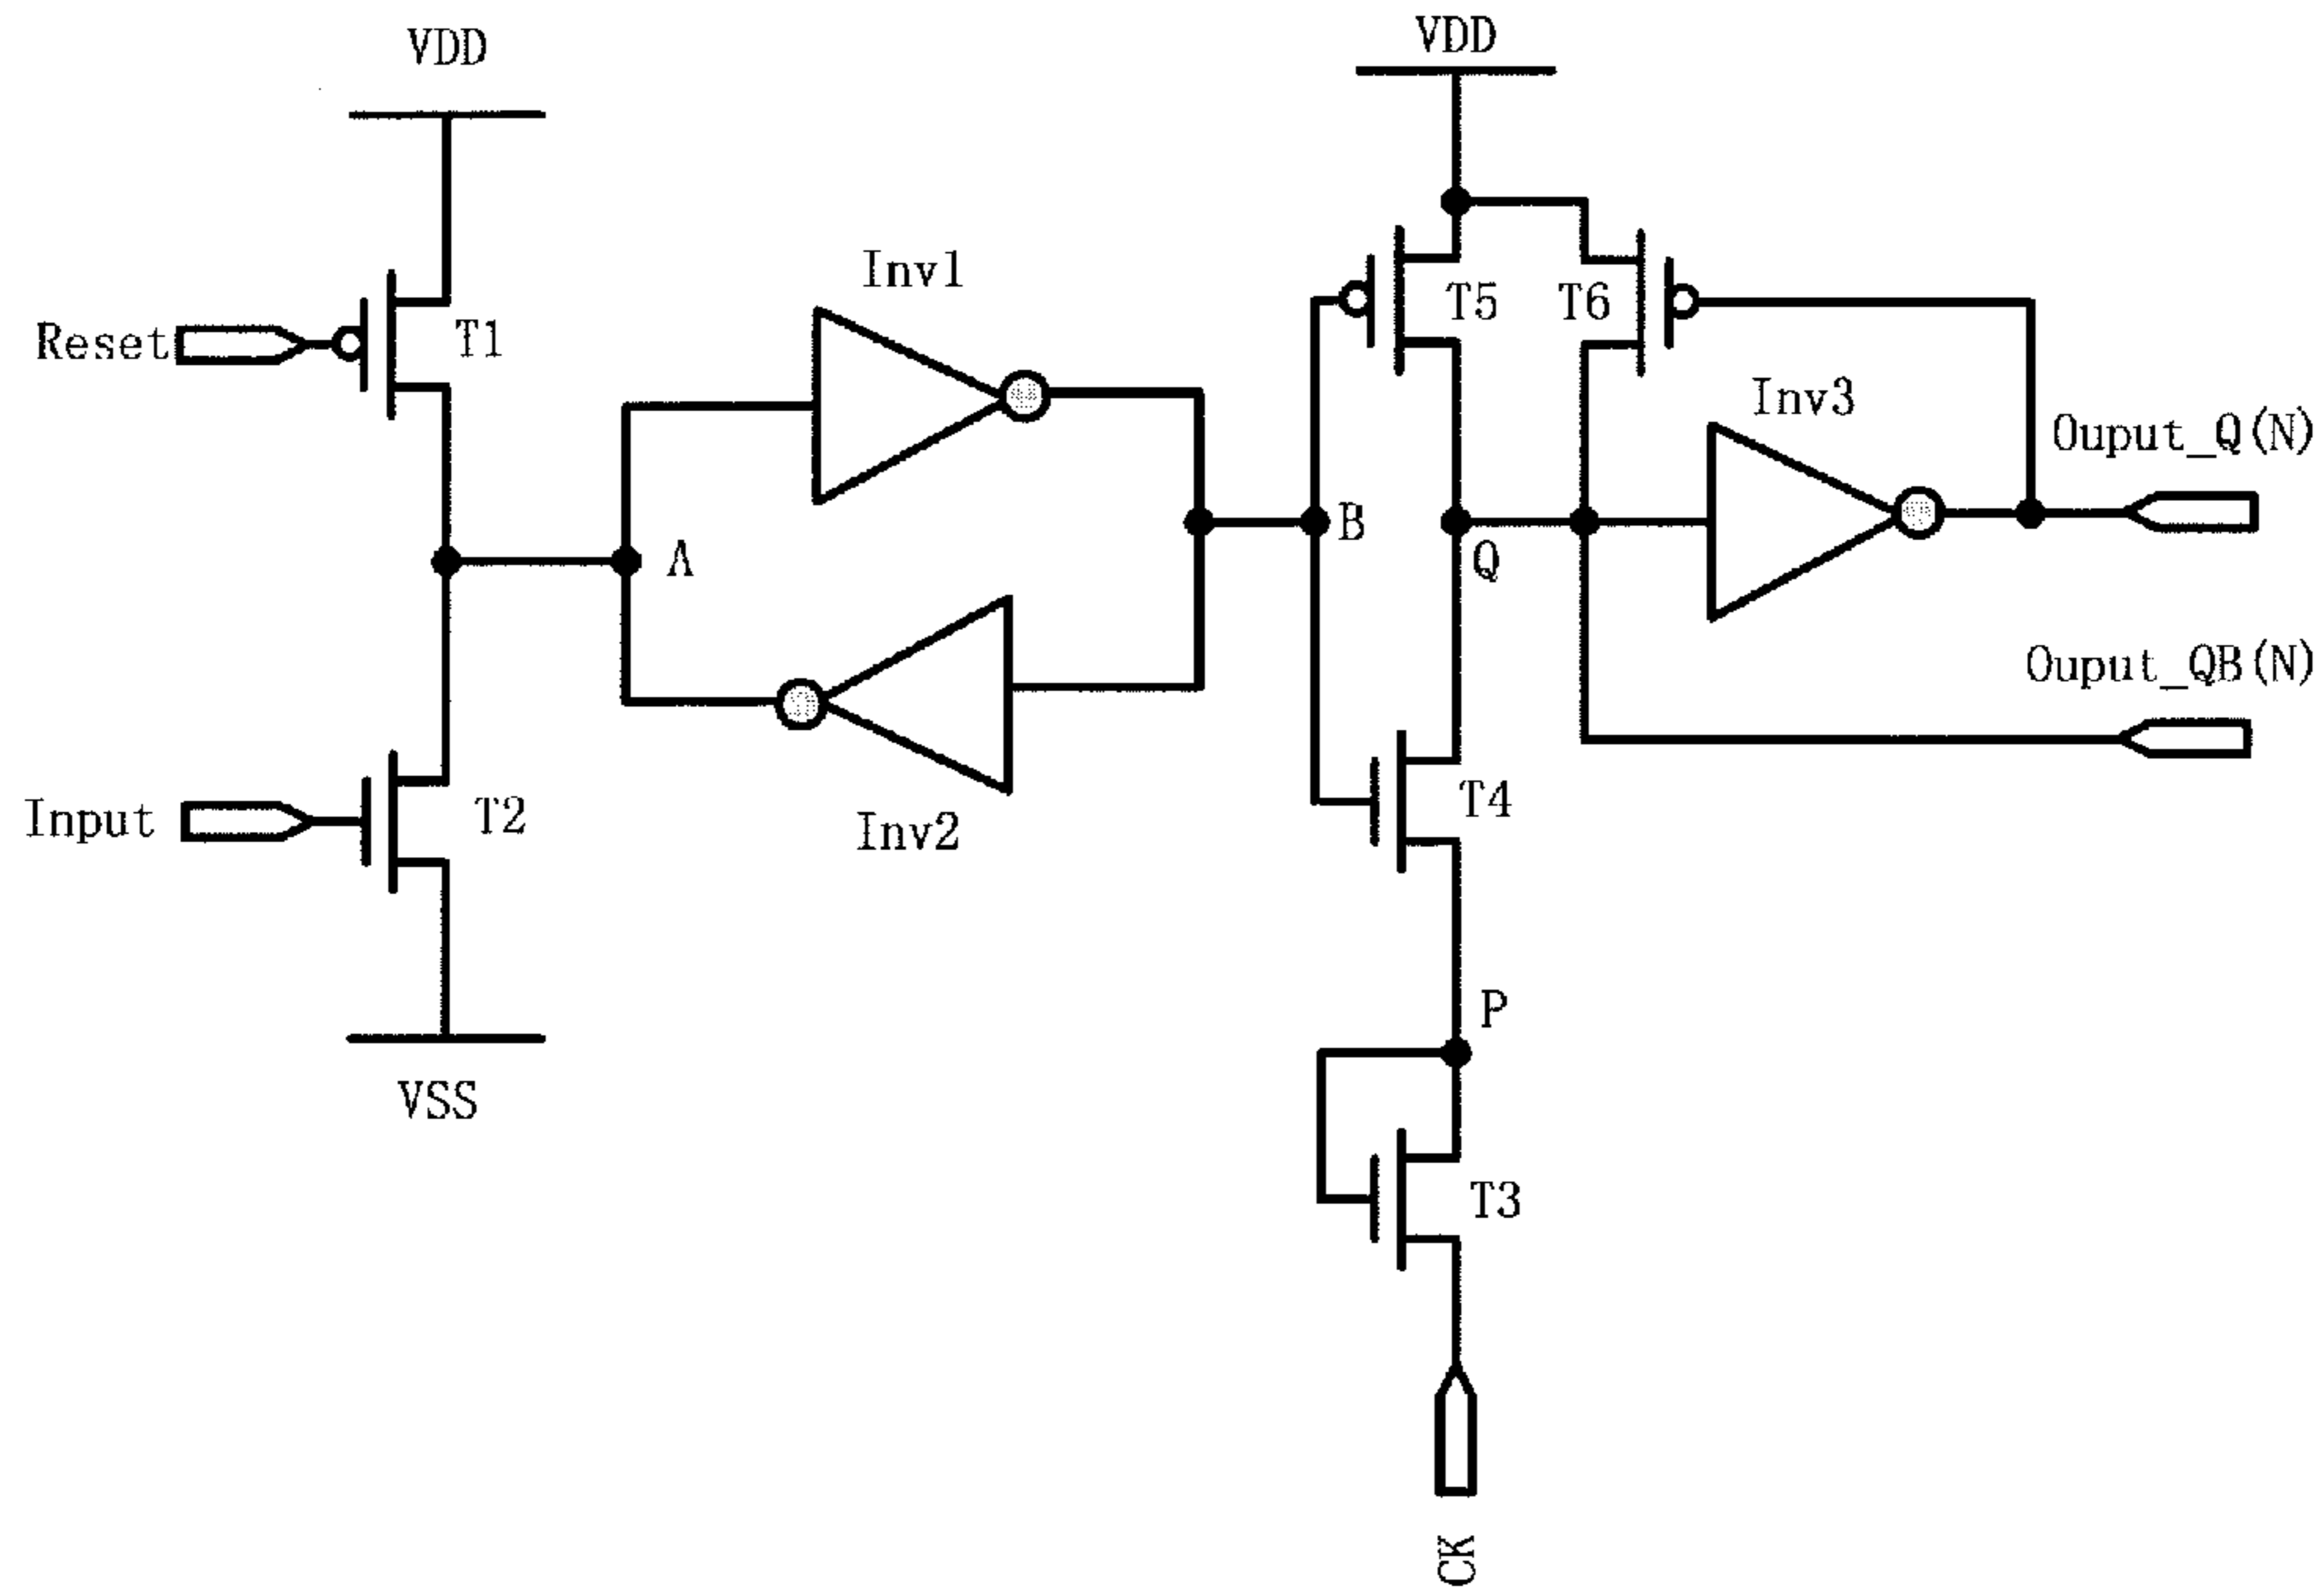 VDD
VDD
Inv1
T5
T6
Reset
T1
Inv3
Ouput_Q(N)
B
A
Q
Ouput_QB(N)
Input
T2
Inv2
T4
P
VSS
T3
CK